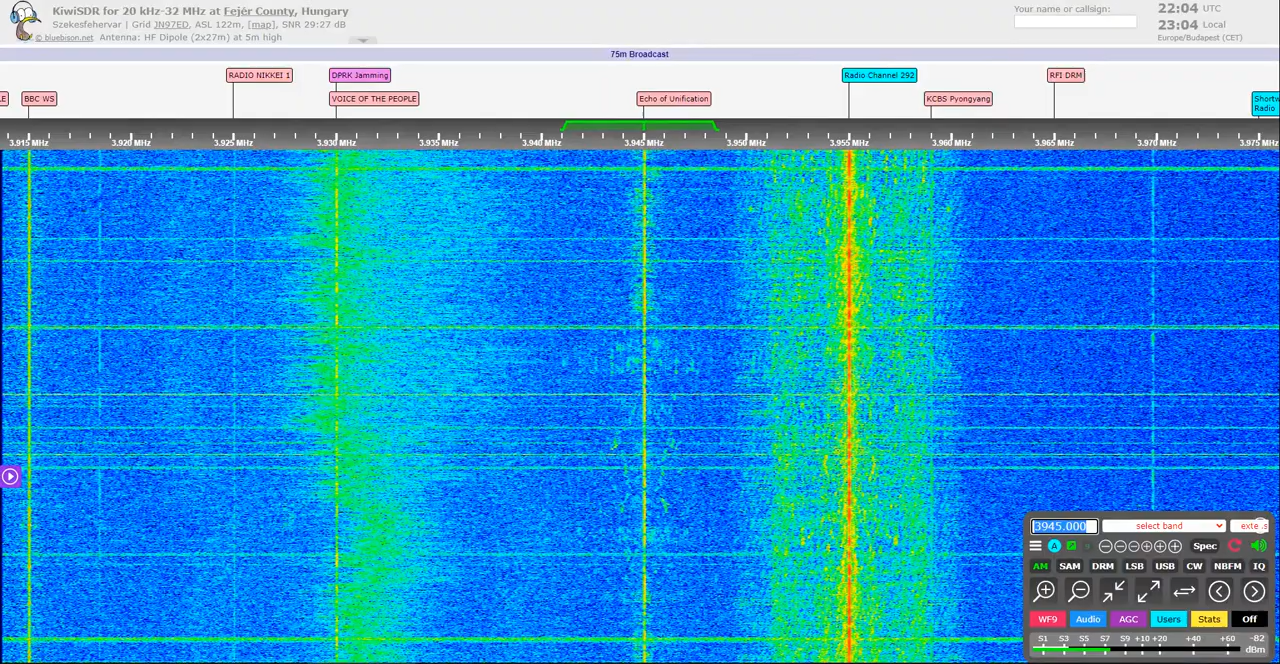 KiwiSDR for 20 kHz-32 MHz at Fejér County, Hungary
Szekesfehervar | Grid JN97ED, ASL 122m, [map], SNR 29:27 dB
© bluebison.net Antenna: HF Dipole (2x27m) at 5m high
Your name or callsign:
22:04 UTC
23:04 Local
Europe/Budapest (CET)
75m Broadcast
RADIO NIKKEI 1
DPRK Jamming
Radio Channel 292
RFI DRM
LE
BBC WS
VOICE OF THE PEOPLE
Echo of Unification
KCBS Pyongyang
Shortw
Radio
3.915 MHz 3.920 MHz 3.925 MHz 3.930 MHz 3.935 MHz 3.940 MHz 3.945 MHz 3.950 MHz 3.955 MHz 3.960 MHz 3.965 MHz 3.970 MHz 3.975 MHz
3945.000 select band
A Spec
AM SAM DRM LSB USB CW NBFM IQ
WF9 Audio AGC Users Stats Off
S1 S3 S5 S7 S9 +10 +20 +40 +60 -82
dBm